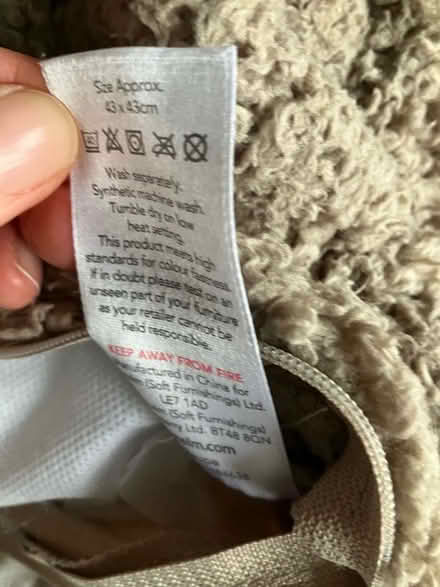 Size Approx.
43 x 43cm
Wash separately.
Synthetic machine wash.
Tumble dry on low
heat setting.
This product meets high
standards for colour fastness.
If in doubt please test on an
unseen part of your furniture
as your retailer cannot be
held responsible.
KEEP AWAY FROM FIRE
in China for
(Soft Furnishings) Ltd.
LE7 1AD
(Soft Furnishings)
BT48 8QN